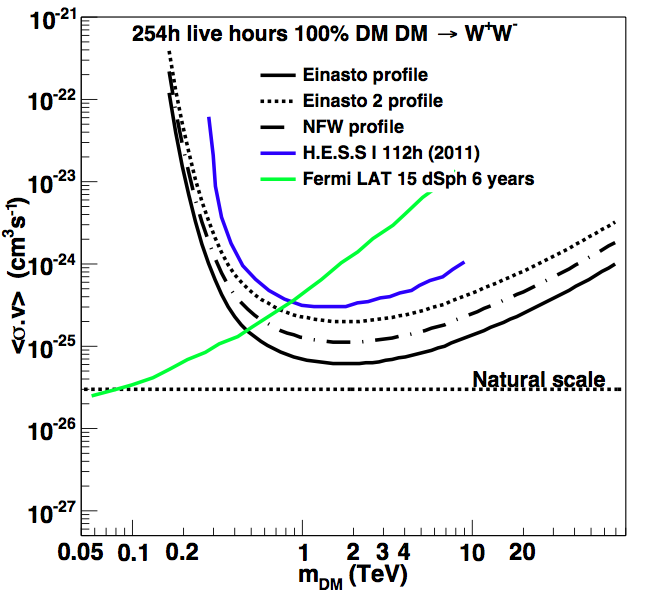 254h live hours 100% DM DM → W⁺W⁻
Einasto profile
Einasto 2 profile
NFW profile
H.E.S.S I 112h (2011)
Fermi LAT 15 dSph 6 years
<σ.v> (cm³s⁻¹)
10⁻²¹
10⁻²²
10⁻²³
10⁻²⁴
10⁻²⁵
10⁻²⁶
10⁻²⁷
Natural scale
0.05 0.1 0.2 1 2 3 4 10 20
m_DM (TeV)